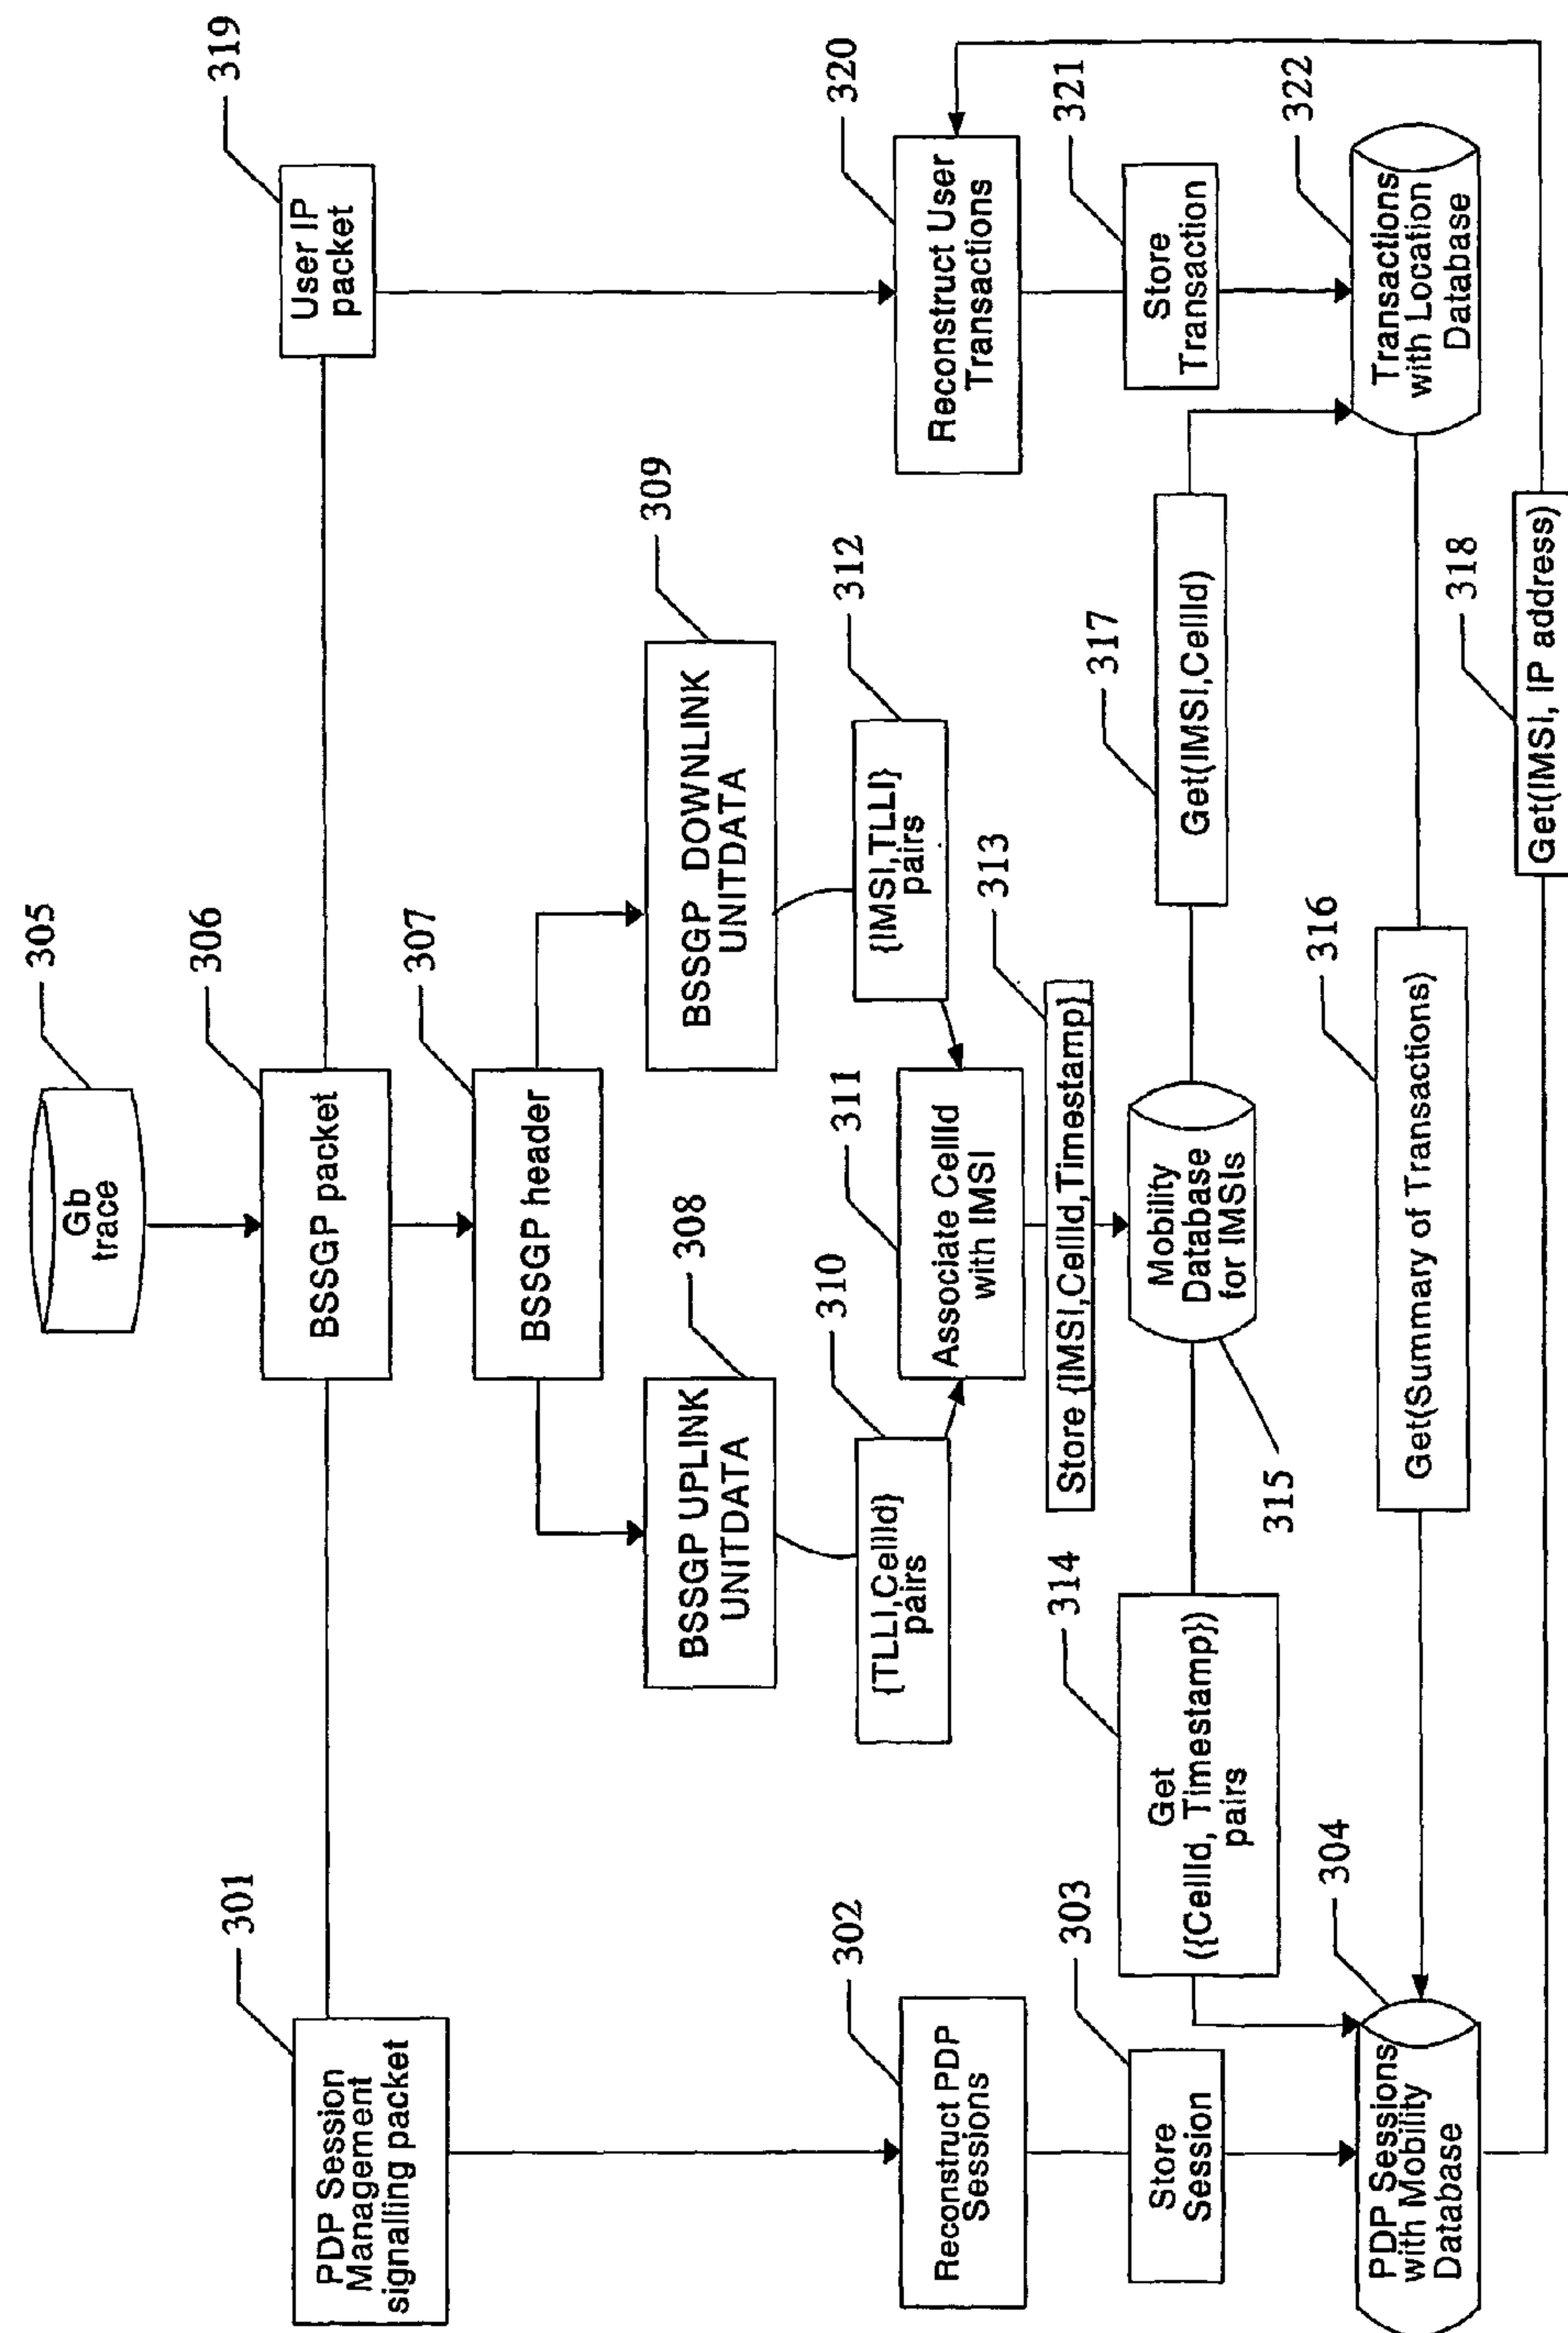 305
Gb
trace
301
PDP Session
Management
signalling packet
306
BSSGP packet
319
User IP
packet
307
BSSGP header
308
BSSGP UPLINK
UNITDATA
309
BSSGP DOWNLINK
UNITDATA
310
{TLLI,CellId}
pairs
312
{IMSI,TLLI}
pairs
302
Reconstruct PDP
Sessions
311
Associate CellId
with IMSI
320
Reconstruct User
Transactions
313
Store {IMSI,CellId,Timestamp}
303
Store
Session
314
Get
({CellId, Timestamp})
pairs
Mobility
Database
for IMSIs
315
317
Get(IMSI,CellId)
321
Store
Transaction
304
PDP Sessions
with Mobility
Database
316
Get(Summary of Transactions)
322
Transactions
with Location
Database
318
Get(IMSI, IP address)